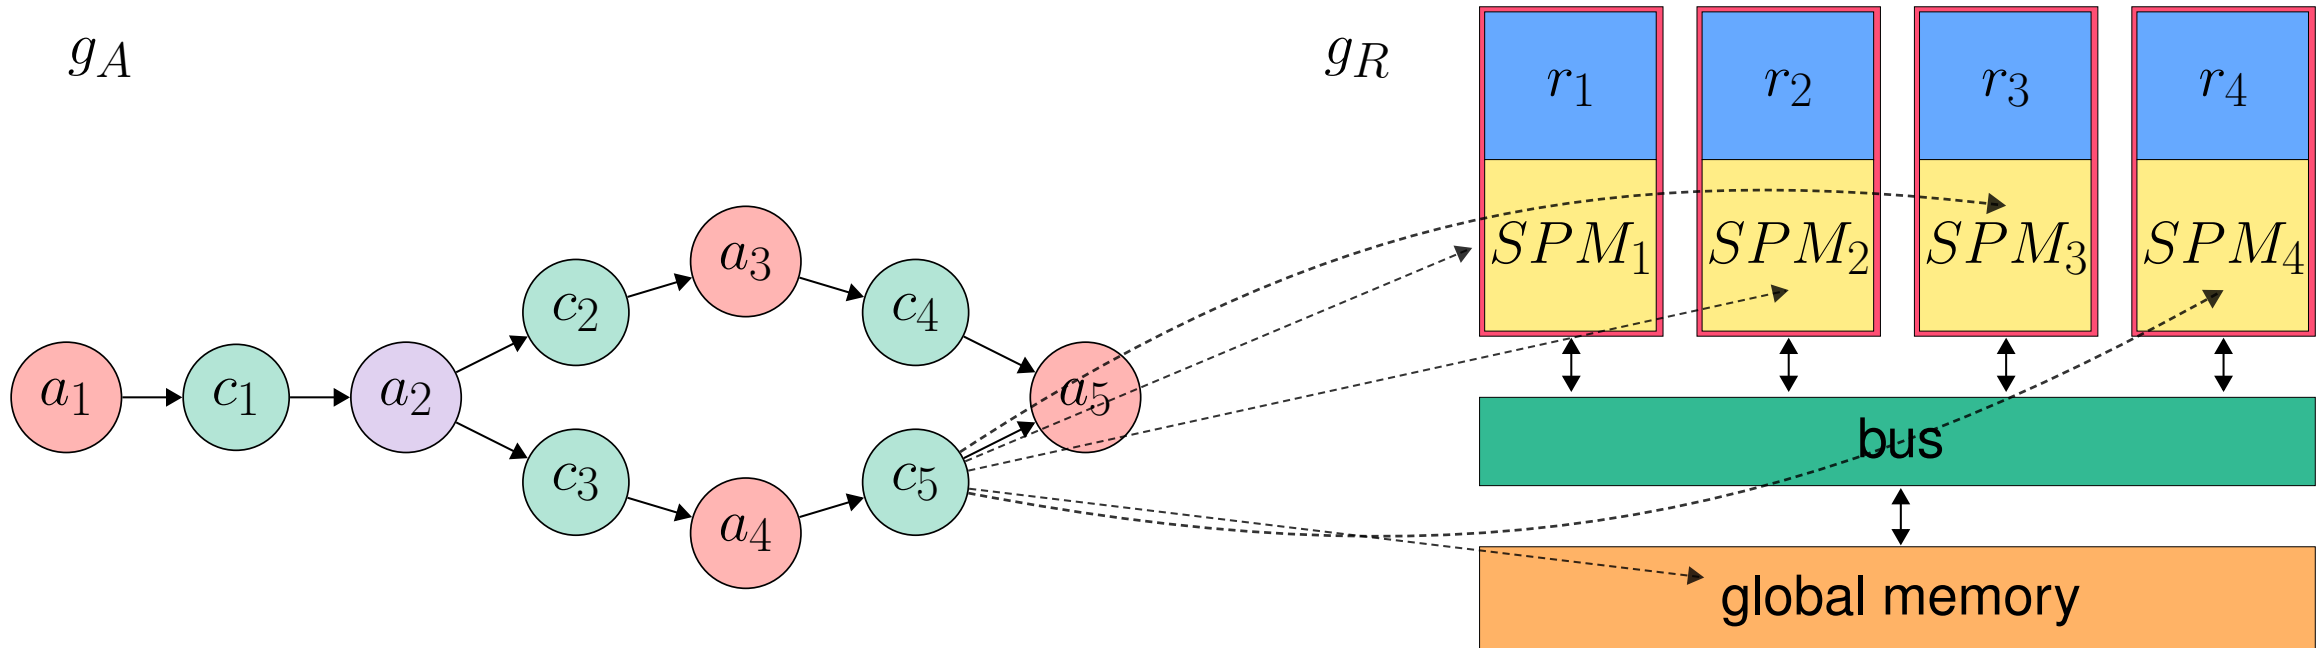 g_A
g_R
r_1
r_2
r_3
r_4
SPM_1
SPM_2
SPM_3
SPM_4
a_1
c_1
a_2
c_2
a_3
c_4
a_5
c_3
a_4
c_5
bus
global memory